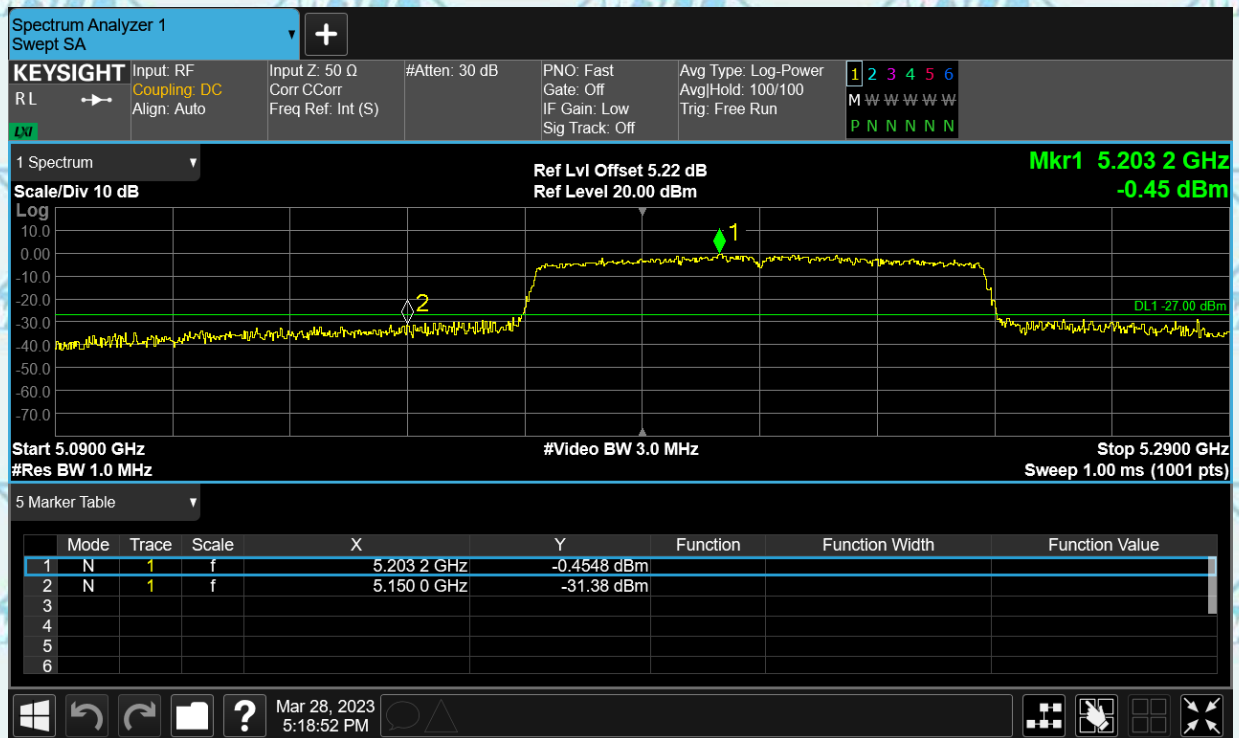 Spectrum Analyzer 1
Swept SA
▼
+
KEYSIGHT
RL
LXI
Input: RF
Coupling: DC
Align: Auto
Input Z: 50 Ω
Corr CCorr
Freq Ref: Int (S)
#Atten: 30 dB
PNO: Fast
Gate: Off
IF Gain: Low
Sig Track: Off
Avg Type: Log-Power
Avg|Hold: 100/100
Trig: Free Run
1 2 3 4 5 6
M W W W W W
P N N N N N
1 Spectrum ▼
Scale/Div 10 dB
Ref Lvl Offset 5.22 dB
Ref Level 20.00 dBm
Mkr1 5.203 2 GHz
-0.45 dBm
Log
10.0
0.00
-10.0
-20.0
-30.0
-40.0
-50.0
-60.0
-70.0
1
2
DL1 -27.00 dBm
Start 5.0900 GHz
#Res BW 1.0 MHz
#Video BW 3.0 MHz
Stop 5.2900 GHz
Sweep 1.00 ms (1001 pts)
5 Marker Table ▼
Mode Trace Scale X Y Function Function Width Function Value
1 N 1 f 5.203 2 GHz -0.4548 dBm
2 N 1 f 5.150 0 GHz -31.38 dBm
3
4
5
6
?
Mar 28, 2023
5:18:52 PM